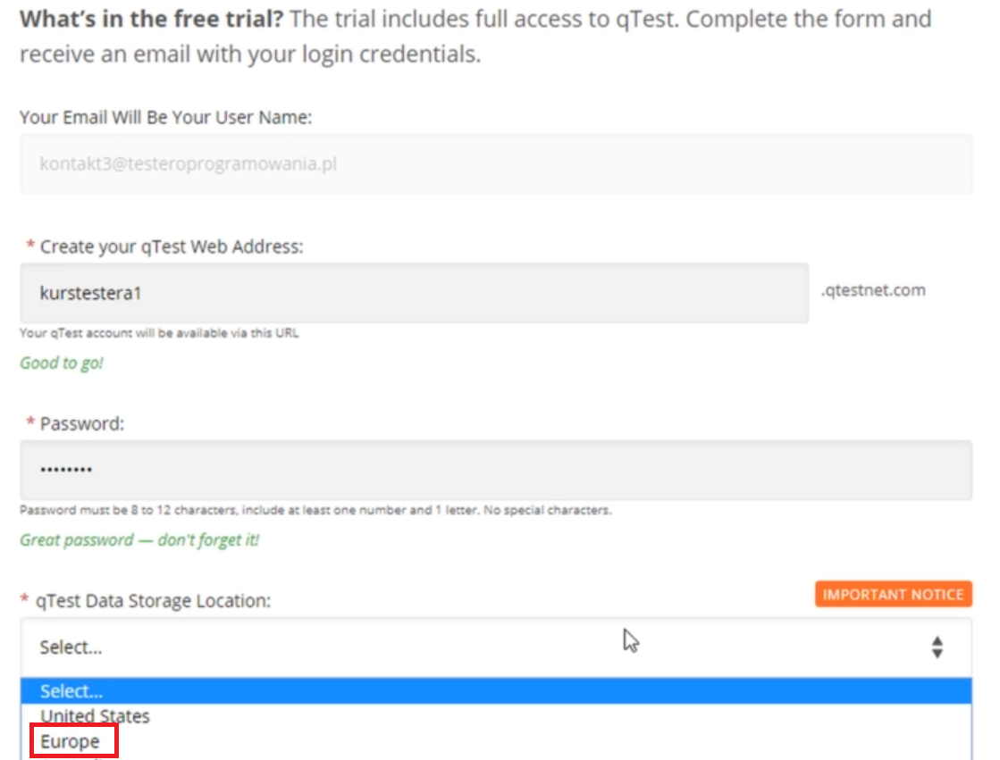 What's in the free trial? The trial includes full access to qTest. Complete the form and
receive an email with your login credentials.
Your Email Will Be Your User Name:
kontakt3@testeroprogramowania.pl
* Create your qTest Web Address:
kurstestera1
.qtestnet.com
Your qTest account will be available via this URL
Good to go!
* Password:
••••••••
Password must be 8 to 12 characters, include at least one number and 1 letter. No special characters.
Great password — don't forget it!
* qTest Data Storage Location:
IMPORTANT NOTICE
Select...
Select...
United States
Europe